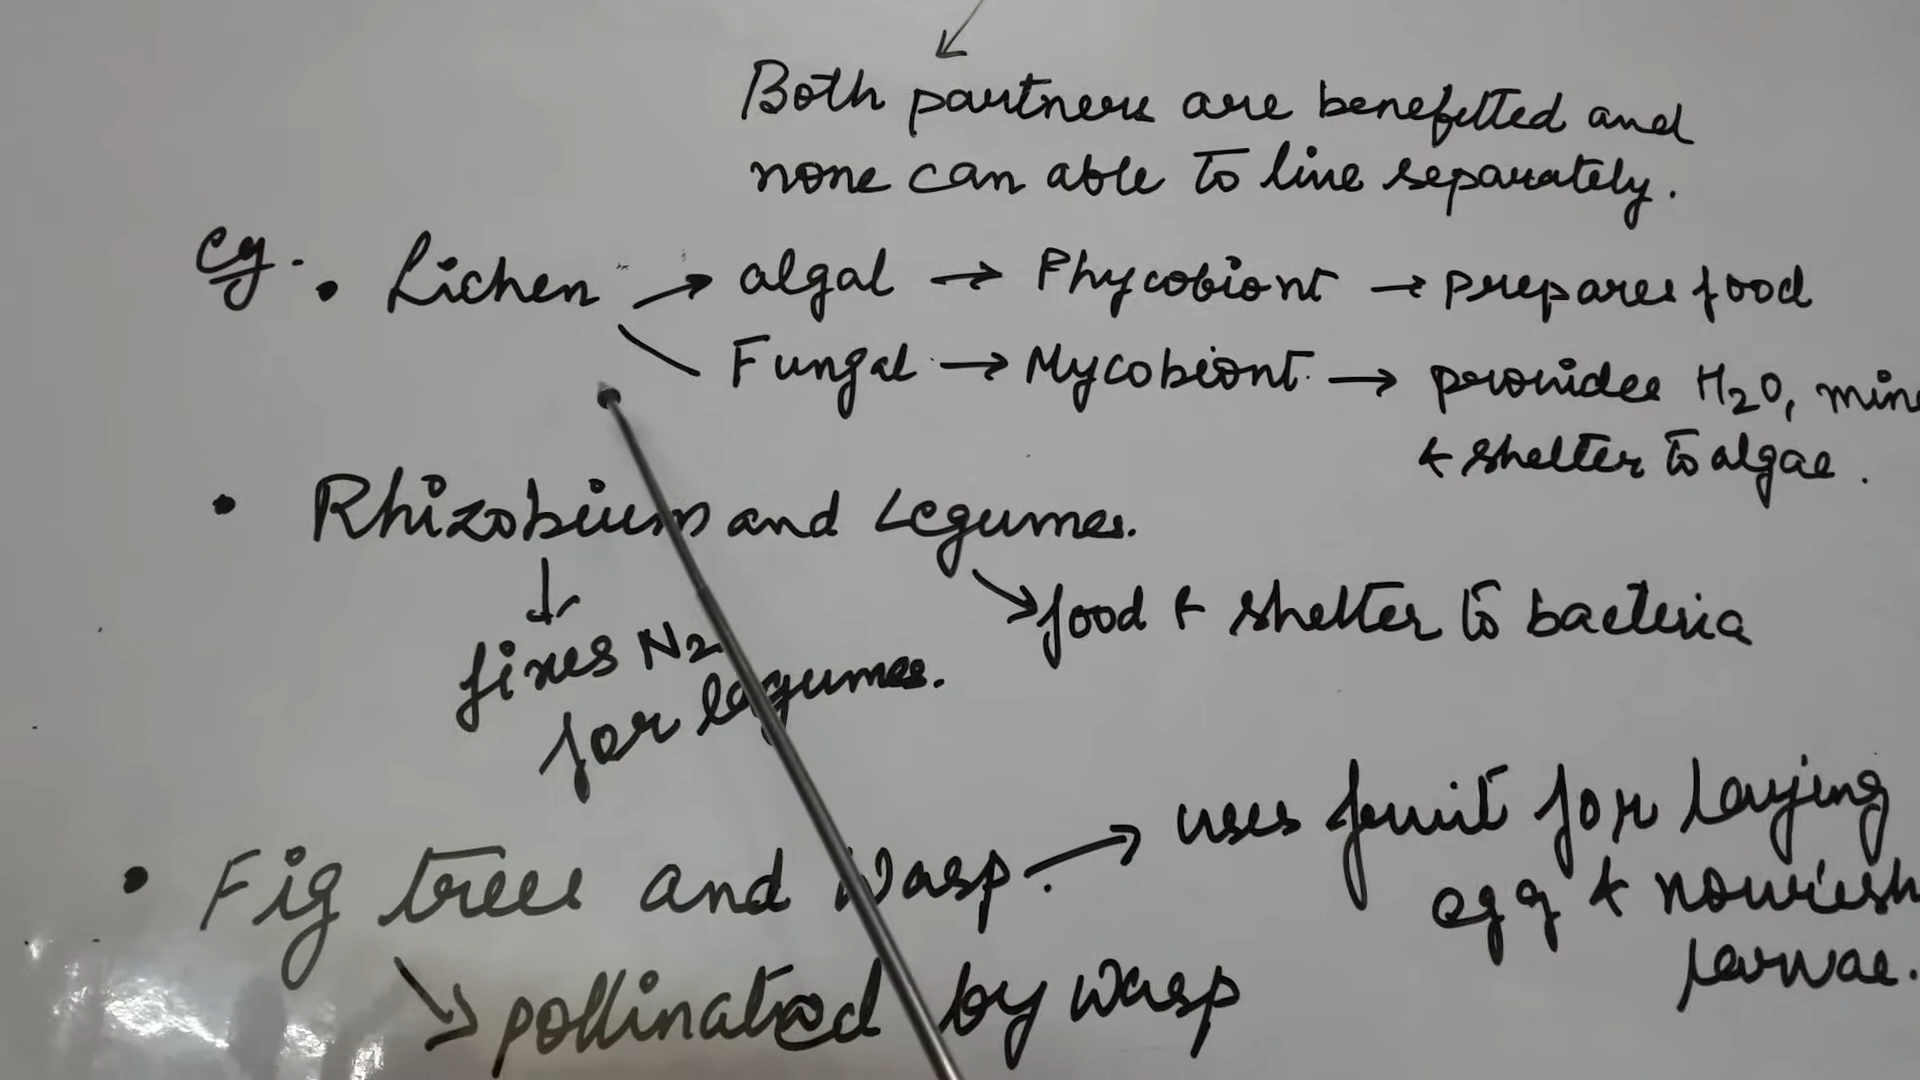 Both partners are benefitted and
none can able to live separately.
eg. • Lichen → algal → Phycobiont → prepares food
Fungal → Mycobiont → provides H₂O,
& shelter to algae.
• Rhizobium and Legumes.
food & shelter to bacteria
fixes N₂
for legumes.
• Fig trees and Wasp. → uses fruit for laying
egg & nourish
larvae.
pollinated by wasp